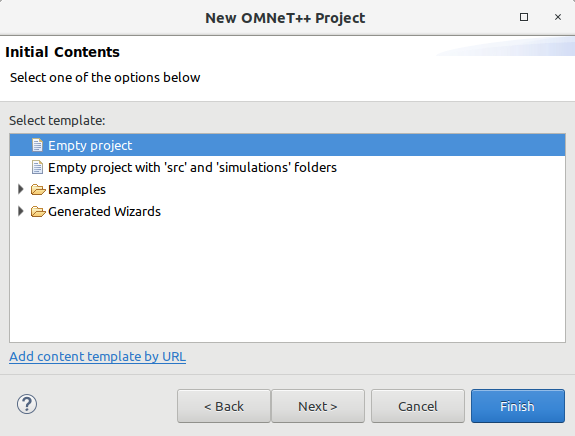 New OMNeT++ Project
Initial Contents
Select one of the options below
Select template:
Empty project
Empty project with 'src' and 'simulations' folders
Examples
Generated Wizards
Add content template by URL
? < Back Next > Cancel Finish